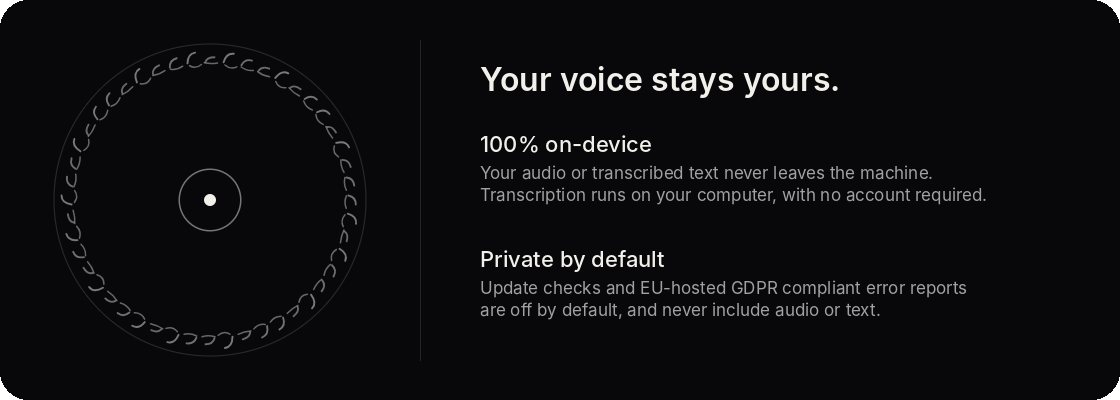 Your voice stays yours.
100% on-device
Your audio or transcribed text never leaves the machine.
Transcription runs on your computer, with no account required.
Private by default
Update checks and EU-hosted GDPR compliant error reports
are off by default, and never include audio or text.